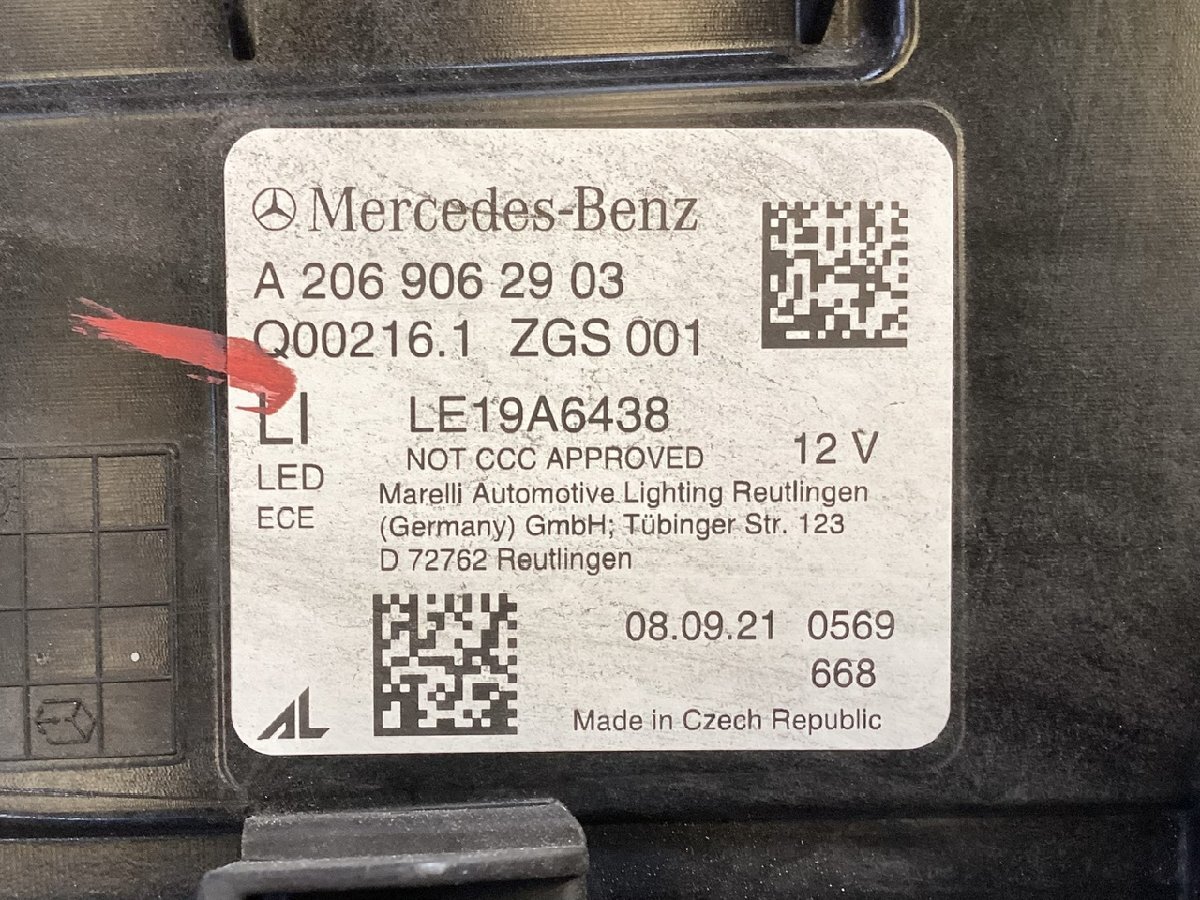 Mercedes-Benz
A 206 906 29 03
Q00216.1 ZGS 001
LI LE19A6438
NOT CCC APPROVED 12 V
LED
Marelli Automotive Lighting Reutlingen
ECE
(Germany) GmbH; Tübinger Str. 123
D 72762 Reutlingen
08.09.21 0569
668
AL
Made in Czech Republic